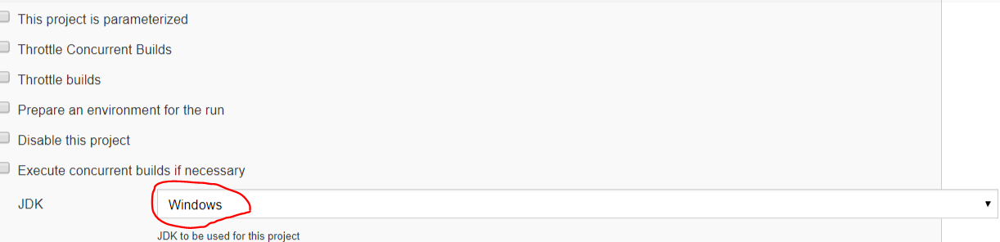 This project is parameterized
Throttle Concurrent Builds
Throttle builds
Prepare an environment for the run
Disable this project
Execute concurrent builds if necessary
JDK Windows
JDK to be used for this project